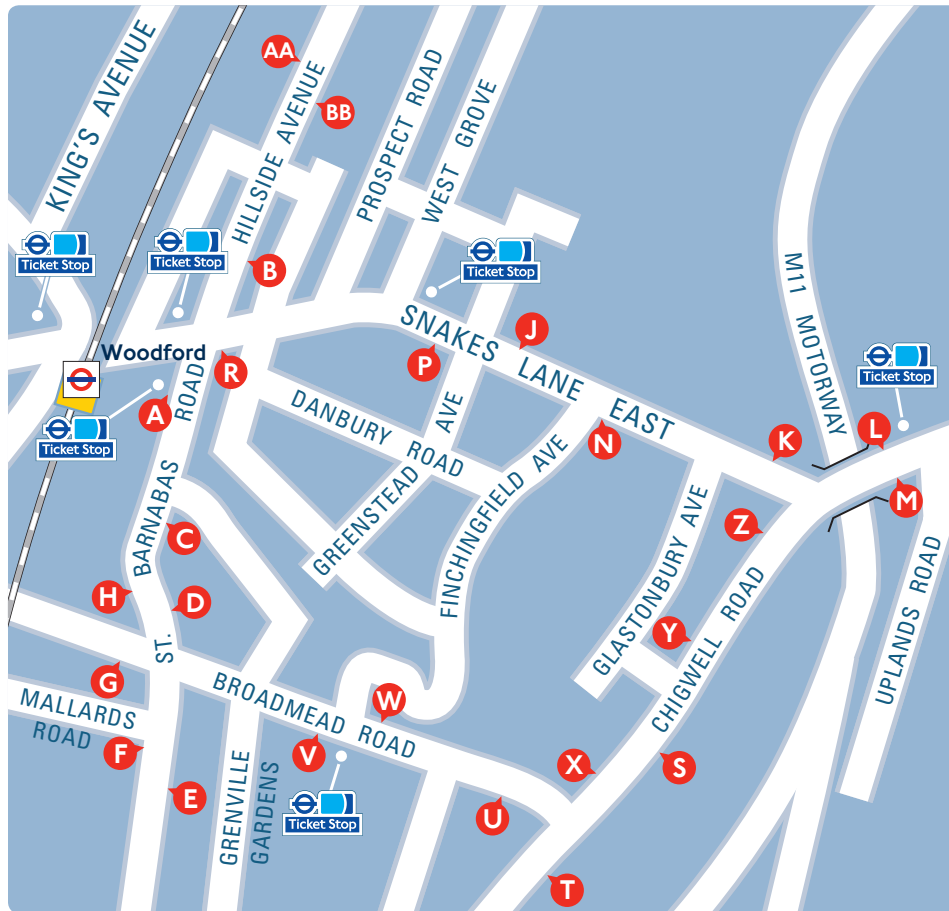 AA
BB
KING'S AVENUE
HILLSIDE AVENUE
PROSPECT ROAD
WEST GROVE
Ticket Stop
Ticket Stop
Ticket Stop
B
M11 MOTORWAY
SNAKES LANE EAST
J
Woodford
P
R
Ticket Stop
A
DANBURY ROAD
GREENSTEAD AVE
Ticket Stop
N
K
L
M
ST. BARNABAS ROAD
C
FINCHINGFIELD AVE
GLASTONBURY AVE
Z
H
D
CHIGWELL ROAD
UPLANDS ROAD
Y
G
MALLARDS
ROAD
BROADMEAD ROAD
W
F
V
X
S
E
GRENVILLE
GARDENS
Ticket Stop
U
T